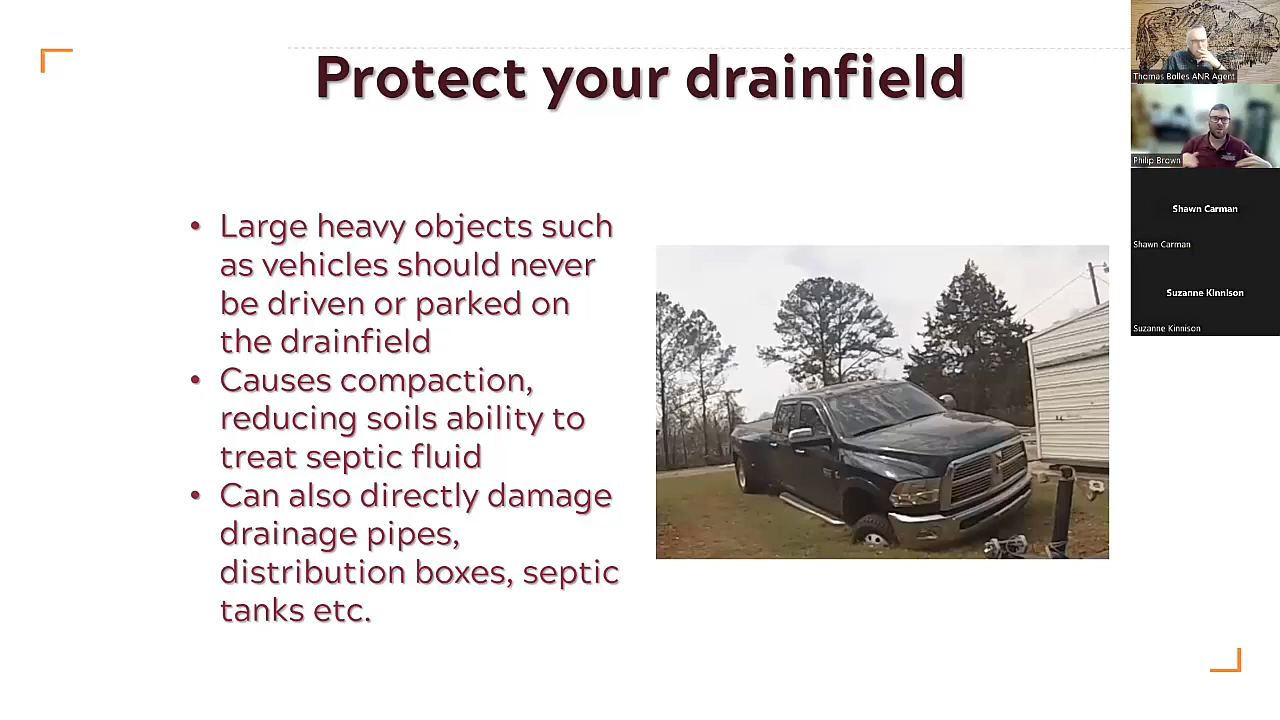 Protect your drainfield
• Large heavy objects such
as vehicles should never
be driven or parked on
the drainfield
• Causes compaction,
reducing soils ability to
treat septic fluid
• Can also directly damage
drainage pipes,
distribution boxes, septic
tanks etc.
Thomas Bolles ANR Agent
Philip Brown
Shawn Carman
Shawn Carman
Suzanne Kinnison
Suzanne Kinnison